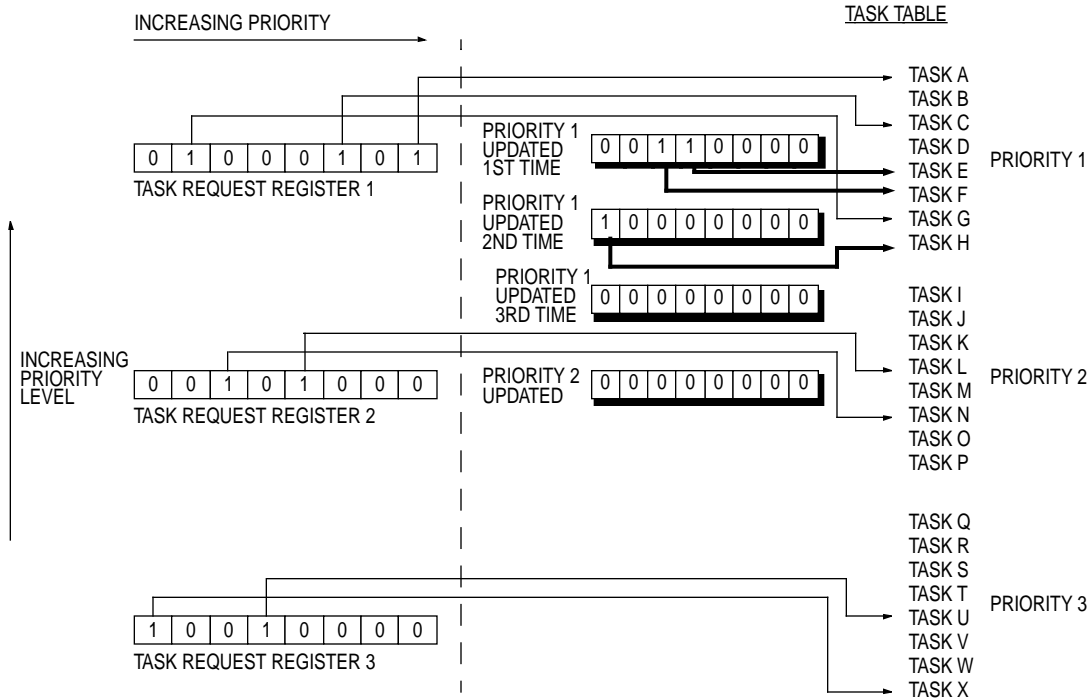 INCREASING PRIORITY
TASK TABLE
TASK A
TASK B
TASK C
TASK D
TASK E
TASK F
TASK G
TASK H
PRIORITY 1
0 1 0 0 0 1 0 1
TASK REQUEST REGISTER 1
PRIORITY 1
UPDATED
1ST TIME
0 0 1 1 0 0 0 0
PRIORITY 1
UPDATED
2ND TIME
1 0 0 0 0 0 0 0
PRIORITY 1
UPDATED
3RD TIME
0 0 0 0 0 0 0 0
INCREASING
PRIORITY
LEVEL
0 0 1 0 1 0 0 0
TASK REQUEST REGISTER 2
PRIORITY 2
UPDATED
0 0 0 0 0 0 0 0
TASK I
TASK J
TASK K
TASK L
TASK M
TASK N
TASK O
TASK P
PRIORITY 2
1 0 0 1 0 0 0 0
TASK REQUEST REGISTER 3
TASK Q
TASK R
TASK S
TASK T
TASK U
TASK V
TASK W
TASK X
PRIORITY 3